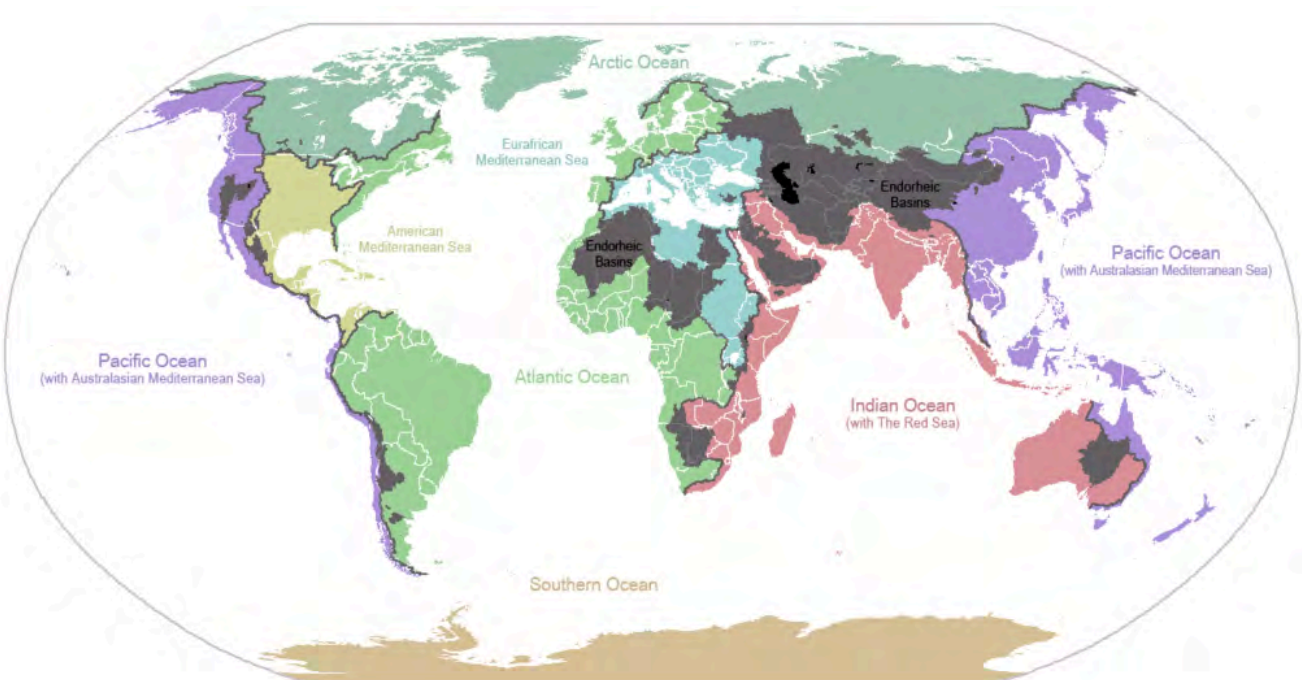 Arctic Ocean
Eurafrican
Mediterranean Sea
Endorheic
Basins
American
Mediterranean Sea
Endorheic
Basins
Pacific Ocean
(with Australasian Mediterranean Sea)
Pacific Ocean
(with Australasian Mediterranean Sea)
Atlantic Ocean
Indian Ocean
(with The Red Sea)
Southern Ocean